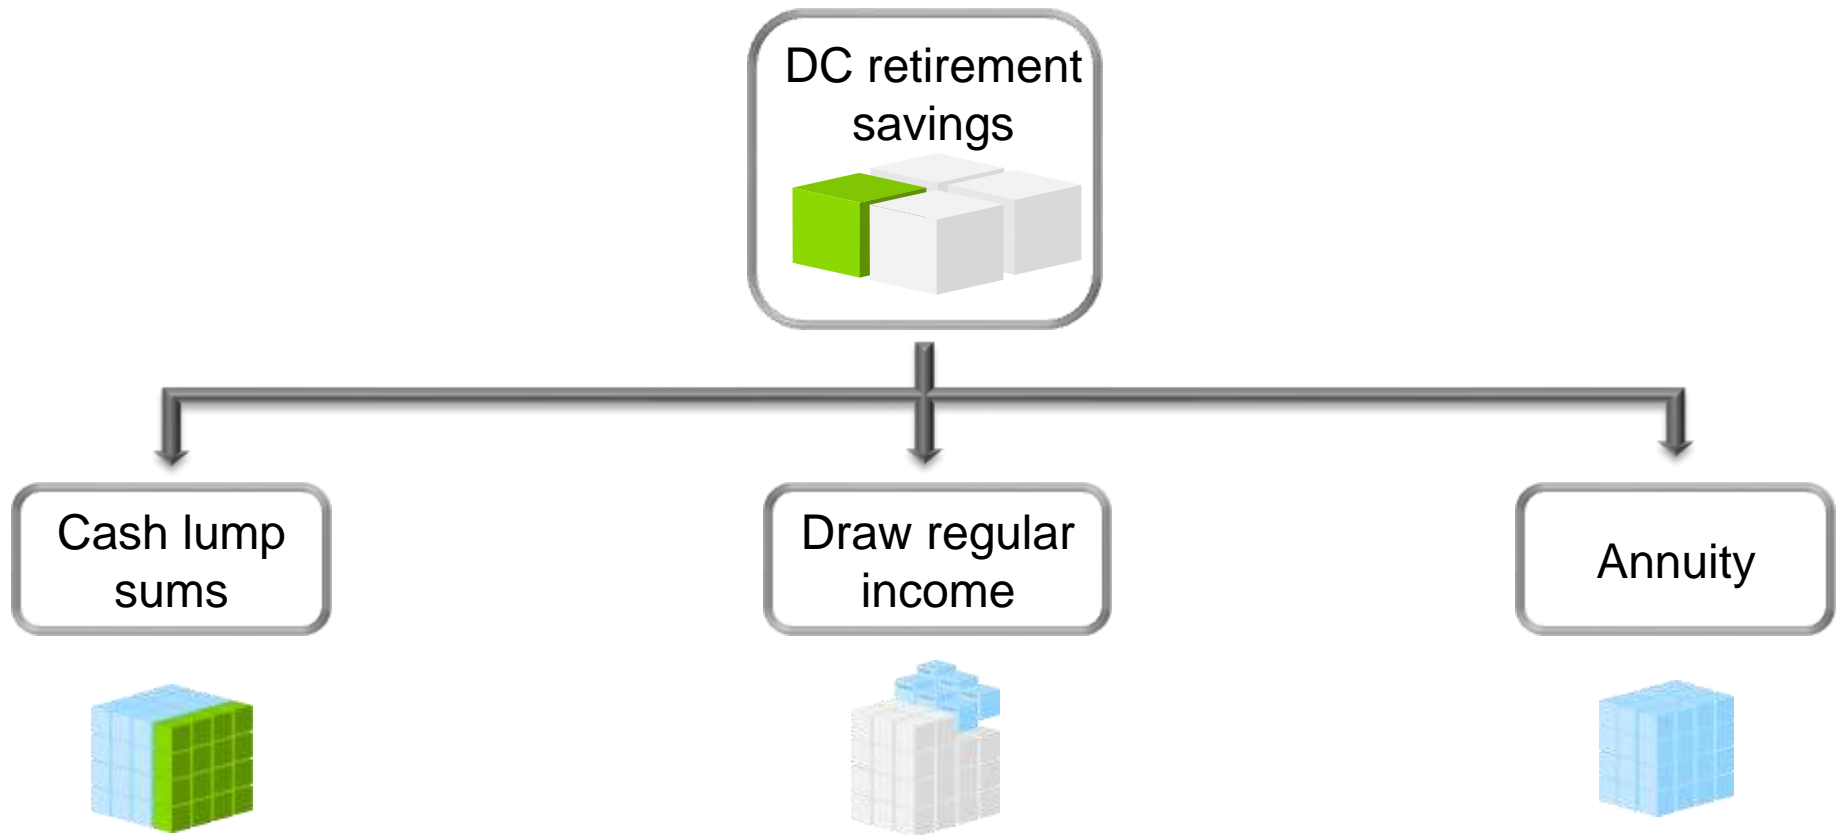 DC retirement
savings
Cash lump
sums
Draw regular
income
Annuity